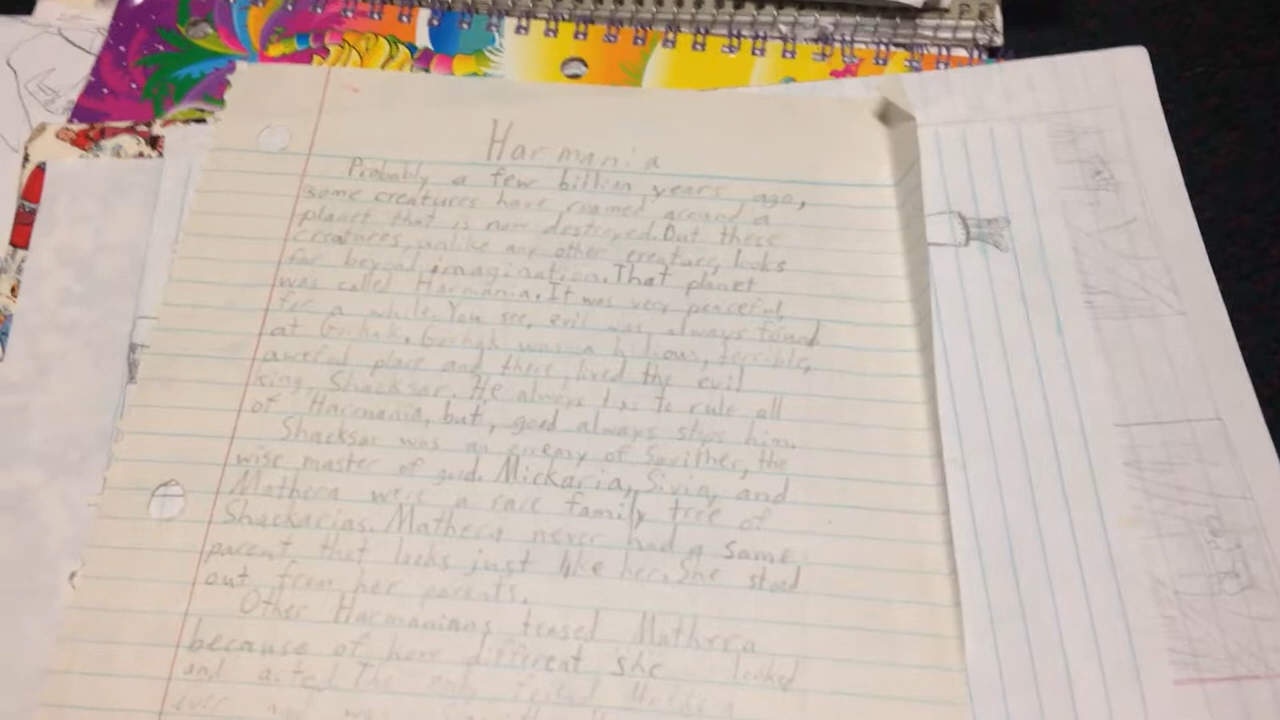 Harmania
Probably a few billion years ago,
some creatures have roamed around a
planet that is now destroyed. But these
creatures, unlike any other creature, looks
far beyond imagination. That planet
was called Harmania. It was very peaceful,
for a while. You see, evil was always found
at Gorhak. Gorhak was a hidious, terrible,
aweful place and there, lived the evil
king, Shacksar. He always to rule all
of Harmania, but, good always stops him.
Shacksar was an enemy of the
wise master of good. Mickaria, Sivia, and
Mathera were a rare family tree of
Shackarias. Mathera never had a same
parent that looks just like her. She stood
out from her parents.
Other Harmanians teased Mathera
because of how different she looked
and acted. The only
ever